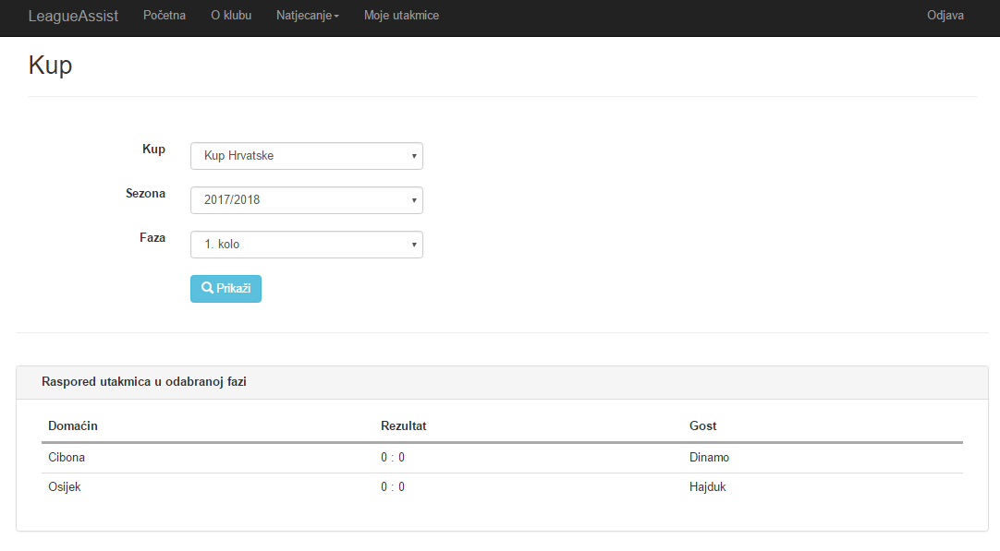 LeagueAssist Početna O klubu Natjecanje Moje utakmice Odjava
Kup
Kup Kup Hrvatske
Sezona 2017/2018
Faza 1. kolo
Prikaži
Raspored utakmica u odabranoj fazi
Domaćin Rezultat Gost
Cibona 0 : 0 Dinamo
Osijek 0 : 0 Hajduk